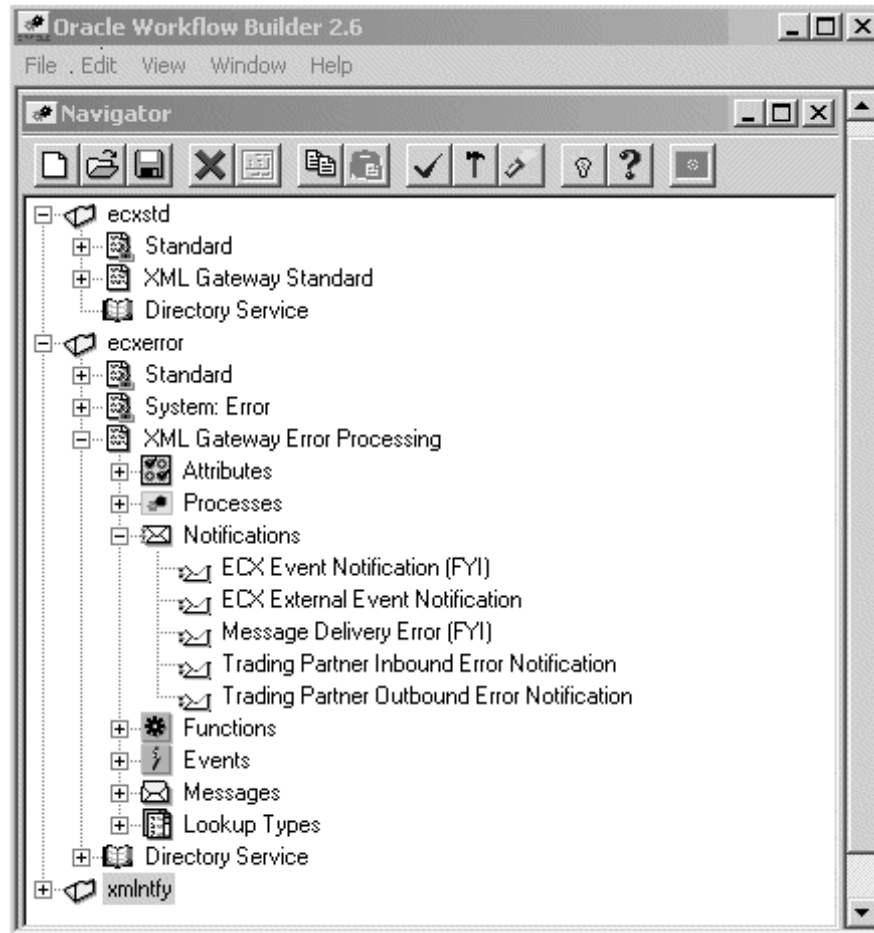 Oracle Workflow Builder 2.6
File Edit View Window Help
Navigator
ecxstd
Standard
XML Gateway Standard
Directory Service
ecxerror
Standard
System: Error
XML Gateway Error Processing
Attributes
Processes
Notifications
ECX Event Notification (FYI)
ECX External Event Notification
Message Delivery Error (FYI)
Trading Partner Inbound Error Notification
Trading Partner Outbound Error Notification
Functions
Events
Messages
Lookup Types
Directory Service
xmlntfy